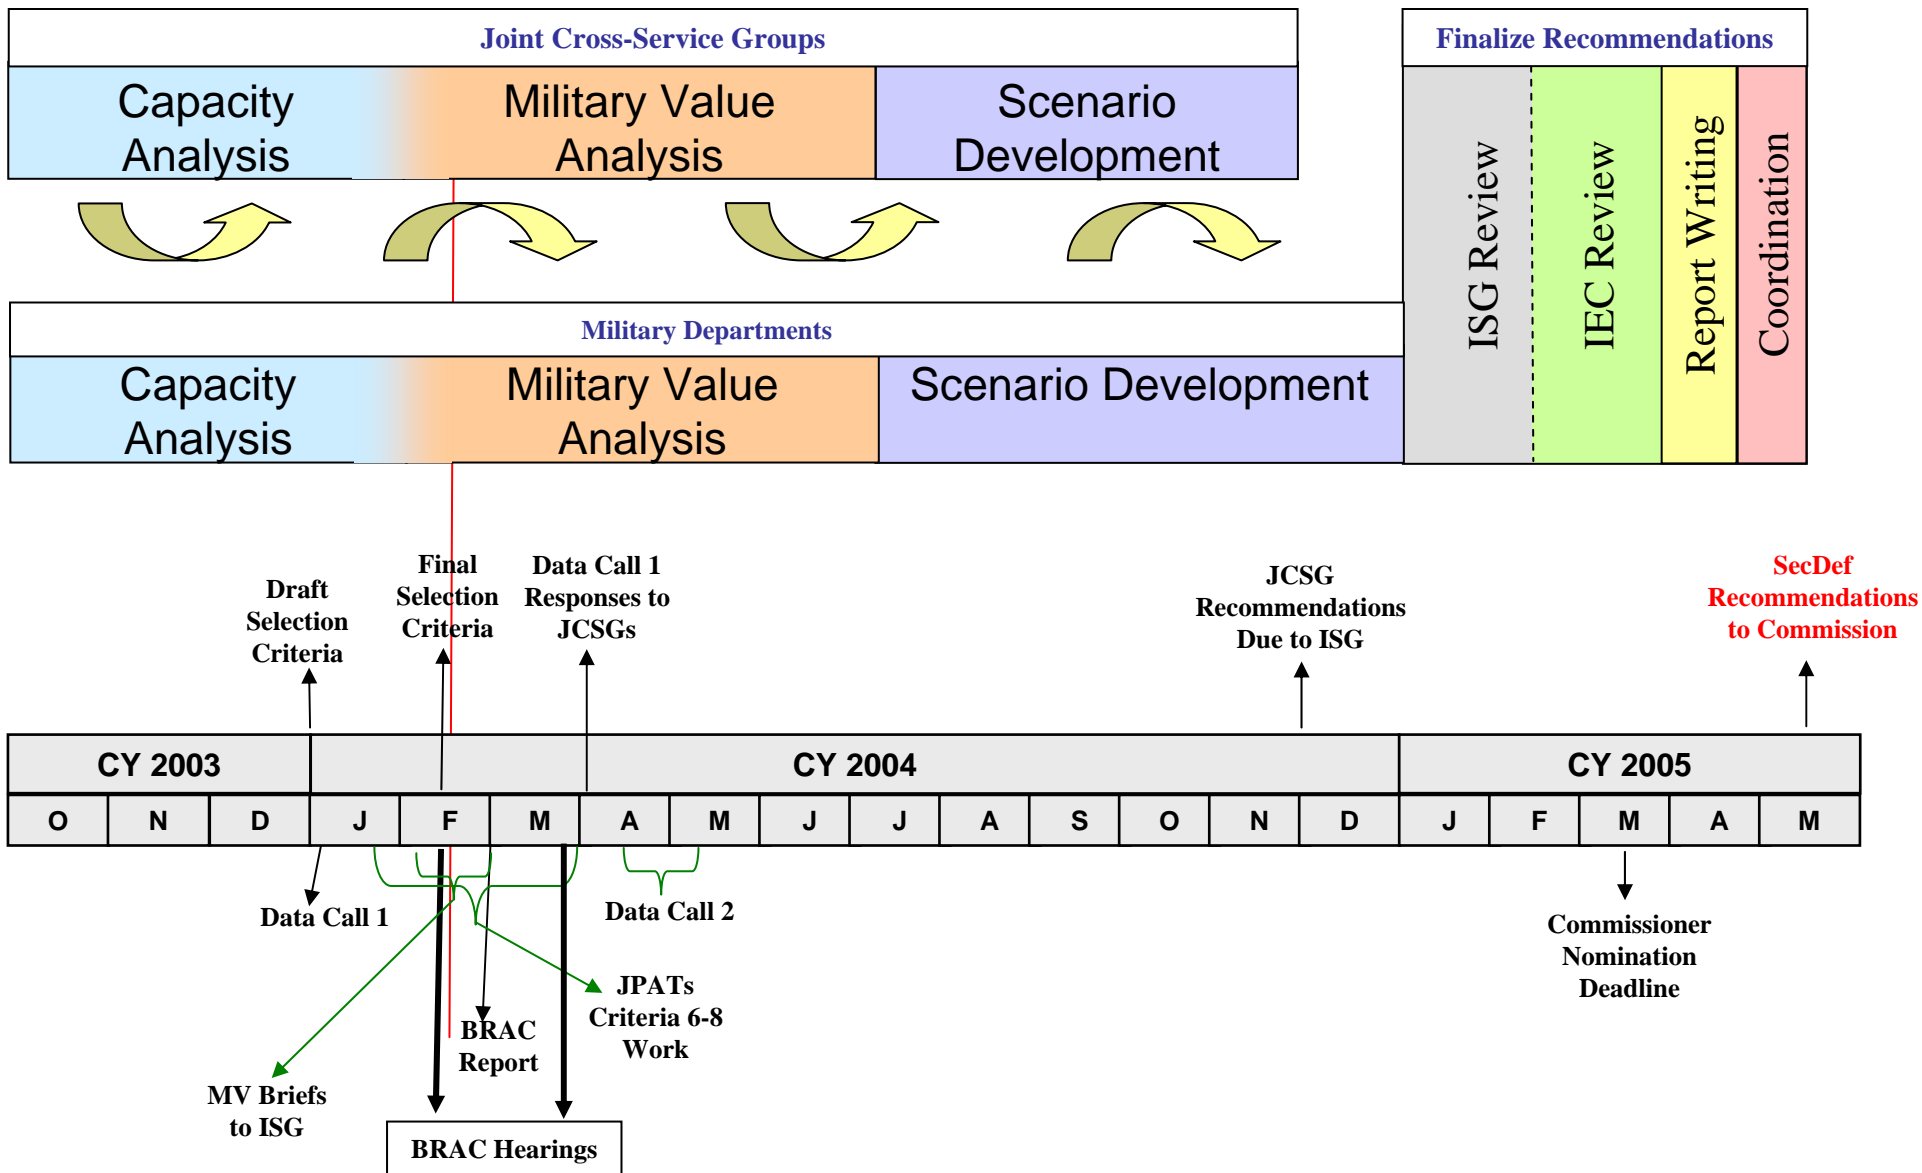 Joint Cross-Service Groups
Finalize Recommendations
Capacity
Analysis
Military Value
Analysis
Scenario
Development
ISG Review
IEC Review
Report Writing
Coordination
Military Departments
Capacity
Analysis
Military Value
Analysis
Scenario Development
Draft
Selection
Criteria
Final
Selection
Criteria
Data Call 1
Responses to
JCSGs
JCSG
Recommendations
Due to ISG
SecDef
Recommendations
to Commission
CY 2003
CY 2004
CY 2005
O N D J F M A M J J A S O N D J F M A M
Data Call 1
Data Call 2
Commissioner
Nomination
Deadline
JPATs
Criteria 6-8
Work
BRAC
Report
MV Briefs
to ISG
BRAC Hearings